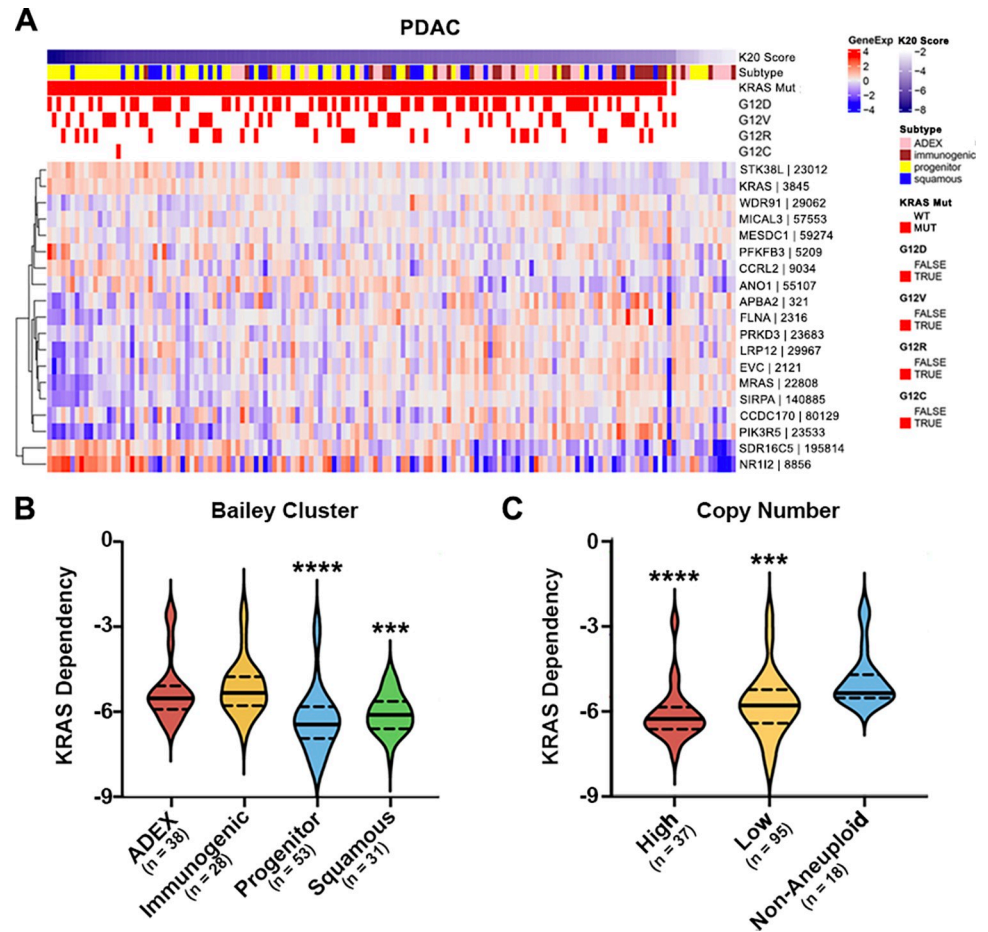 A
PDAC
K20 Score
Subtype
KRAS Mut :
G12D
G12V
G12R
G12C
STK38L | 23012
KRAS | 3845
WDR91 | 29062
MICAL3 | 57553
MESDC1 | 59274
PFKFB3 | 5209
CCRL2 | 9034
ANO1 | 55107
APBA2 | 321
FLNA | 2316
PRKD3 | 23683
LRP12 | 29967
EVC | 2121
MRAS | 22808
SIRPA | 140885
CCDC170 | 80129
PIK3R5 | 23533
SDR16C5 | 195814
NR1I2 | 8856
GeneExp
4
2
0
−2
−4
K20 Score
−2
−4
−6
−8
Subtype
ADEX
immunogenic
progenitor
squamous
KRAS Mut
WT
MUT
G12D
FALSE
TRUE
G12V
FALSE
TRUE
G12R
FALSE
TRUE
G12C
FALSE
TRUE
B
Bailey Cluster
KRAS Dependency
0
-3
-6
-9
****
***
ADEX
(n = 38)
Immunogenic
(n = 28)
Progenitor
(n = 53)
Squamous
(n = 31)
C
Copy Number
KRAS Dependency
0
-3
-6
-9
****
***
High
(n = 37)
Low
(n = 95)
Non-Aneuploid
(n = 18)